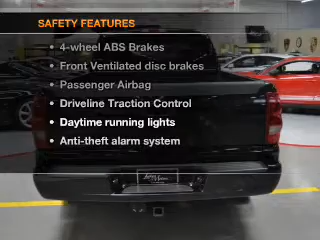 SAFETY FEATURES
• 4-wheel ABS Brakes
• Front Ventilated disc brakes
• Passenger Airbag
• Driveline Traction Control
• Daytime running lights
• Anti-theft alarm system